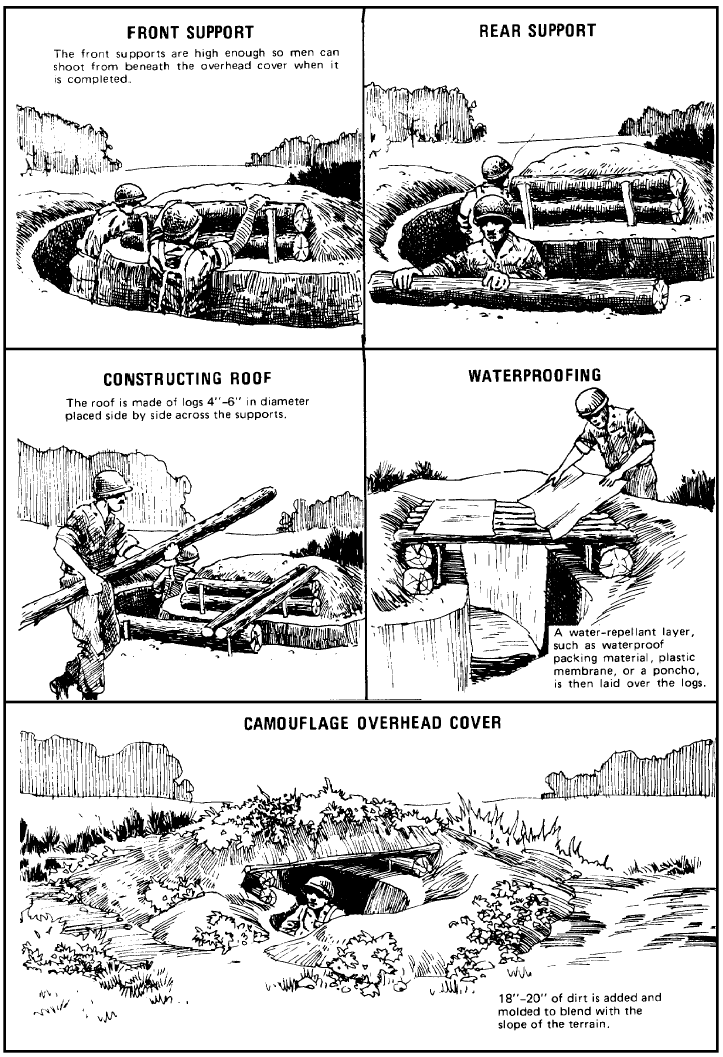 FRONT SUPPORT
The front supports are high enough so men can
shoot from beneath the overhead cover when it
is completed.
REAR SUPPORT
CONSTRUCTING ROOF
The roof is made of logs 4"-6" in diameter
placed side by side across the supports.
WATERPROOFING
A water-repellant layer,
such as waterproof
packing material, plastic
membrane, or a poncho,
is then laid over the logs.
CAMOUFLAGE OVERHEAD COVER
18"-20" of dirt is added and
molded to blend with the
slope of the terrain.